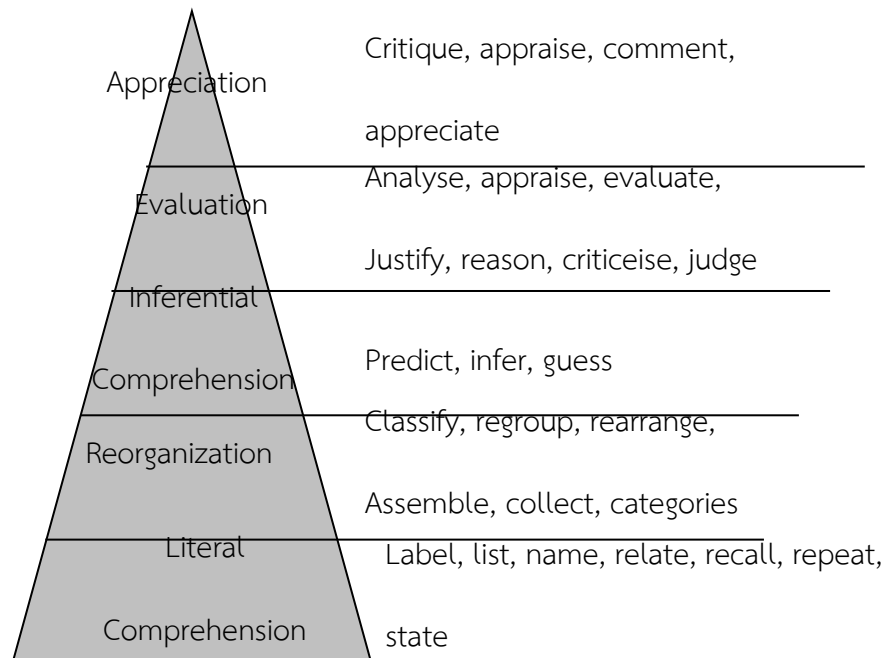 Appreciation
Critique, appraise, comment,
appreciate
Evaluation
Analyse, appraise, evaluate,
Justify, reason, criticeise, judge
Inferential
Comprehension
Predict, infer, guess
Reorganization
Classify, regroup, rearrange,
Assemble, collect, categories
Literal
Comprehension
Label, list, name, relate, recall, repeat,
state